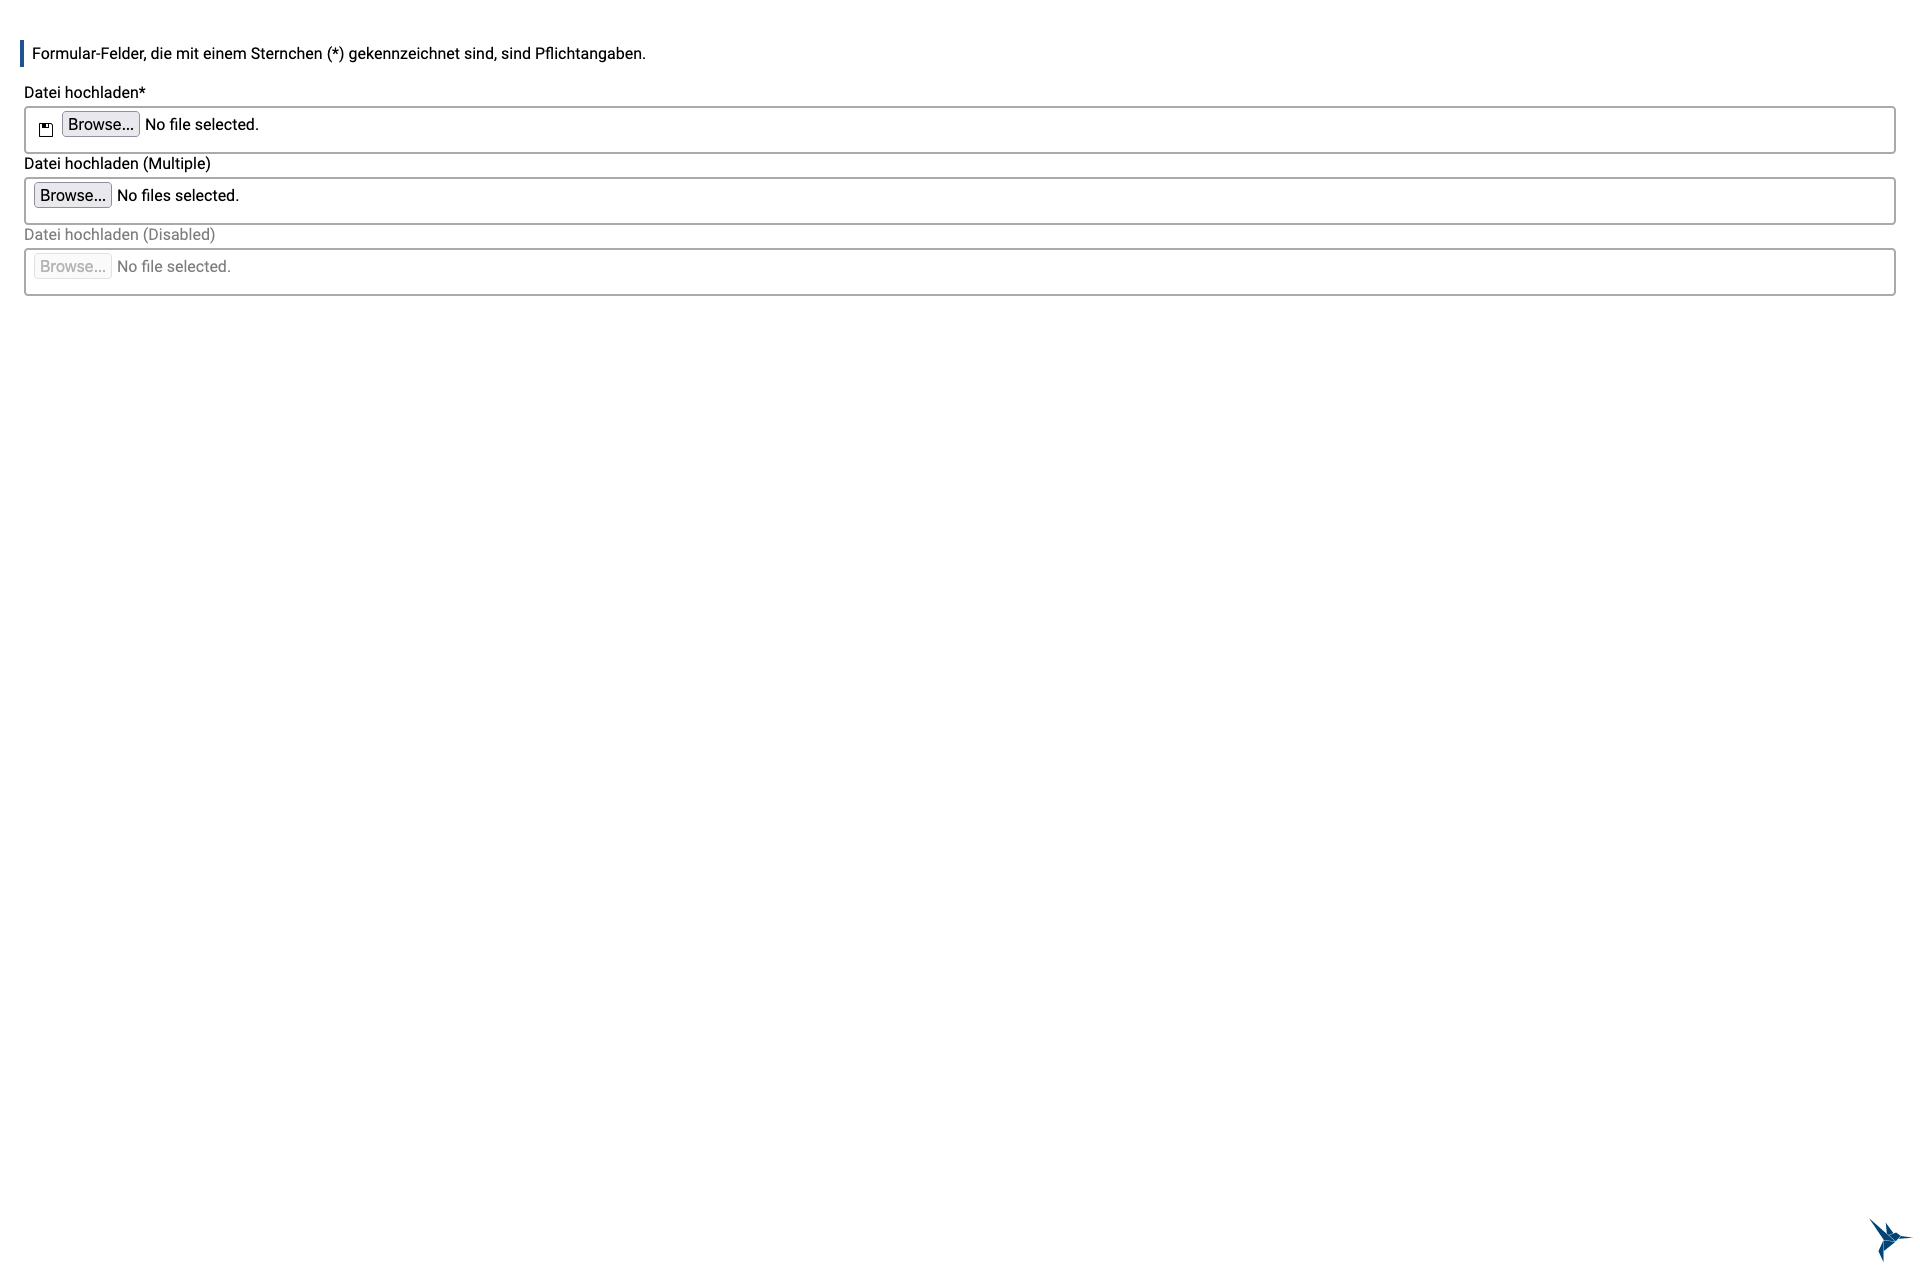 Formular-Felder, die mit einem Sternchen (*) gekennzeichnet sind, sind Pflichtangaben.
Datei hochladen*
Browse... No file selected.
Datei hochladen (Multiple)
Browse... No files selected.
Datei hochladen (Disabled)
Browse... No file selected.